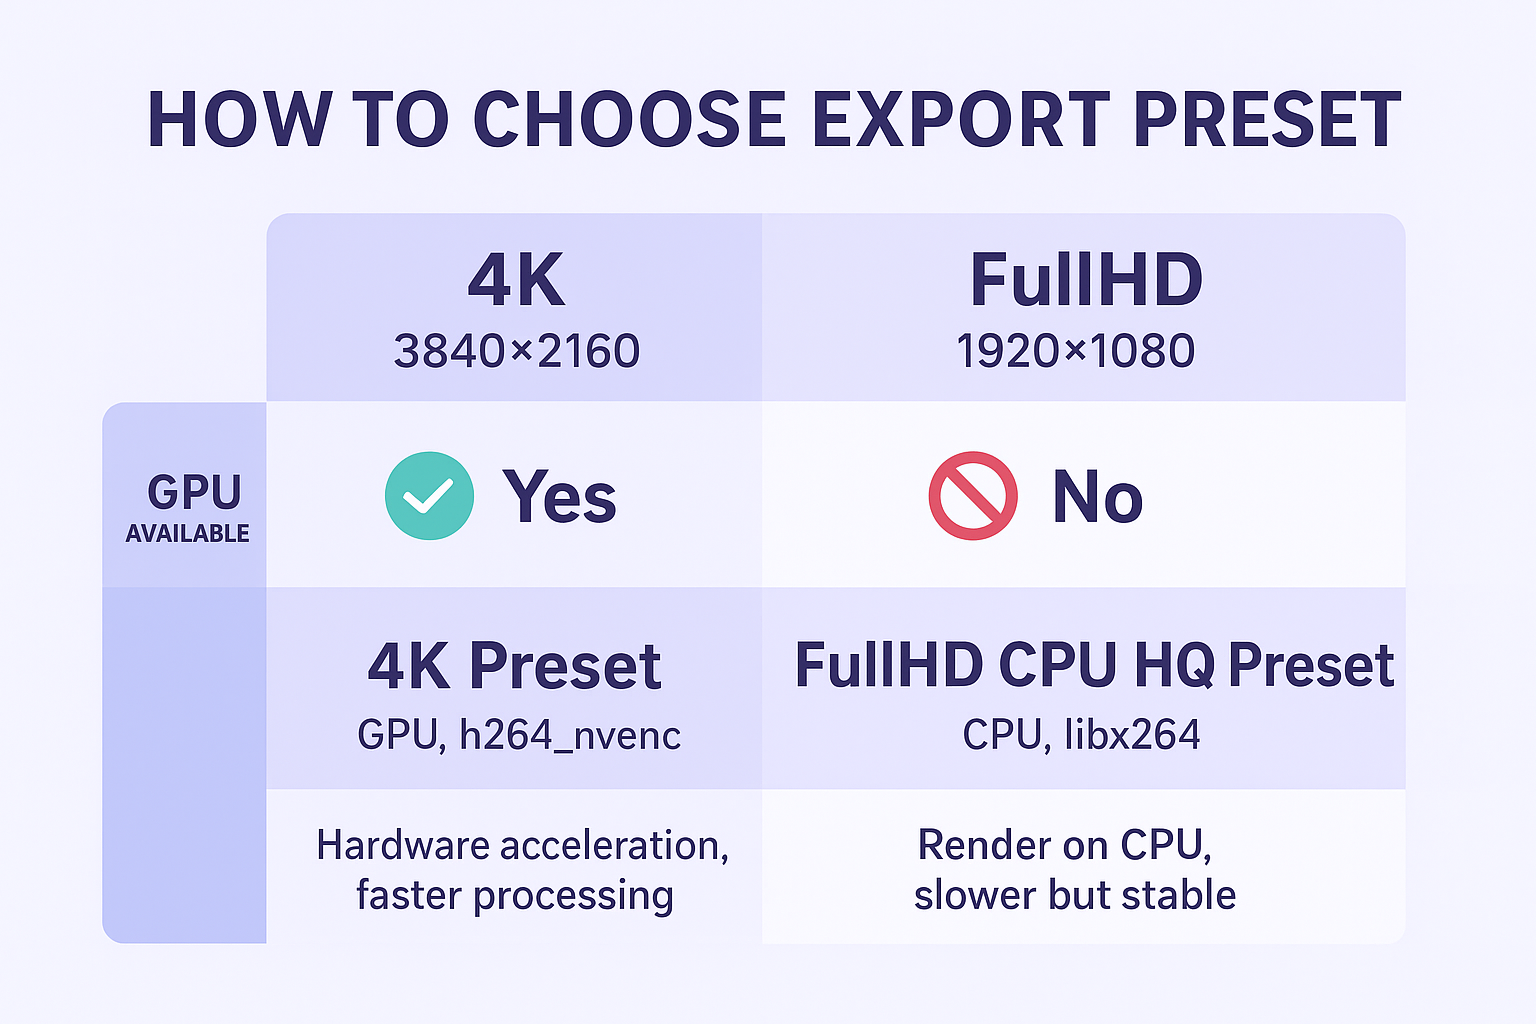 HOW TO CHOOSE EXPORT PRESET
4K
3840×2160
FullHD
1920×1080
GPU
AVAILABLE
Yes
No
4K Preset
GPU, h264_nvenc
FullHD CPU HQ Preset
CPU, libx264
Hardware acceleration,
faster processing
Render on CPU,
slower but stable